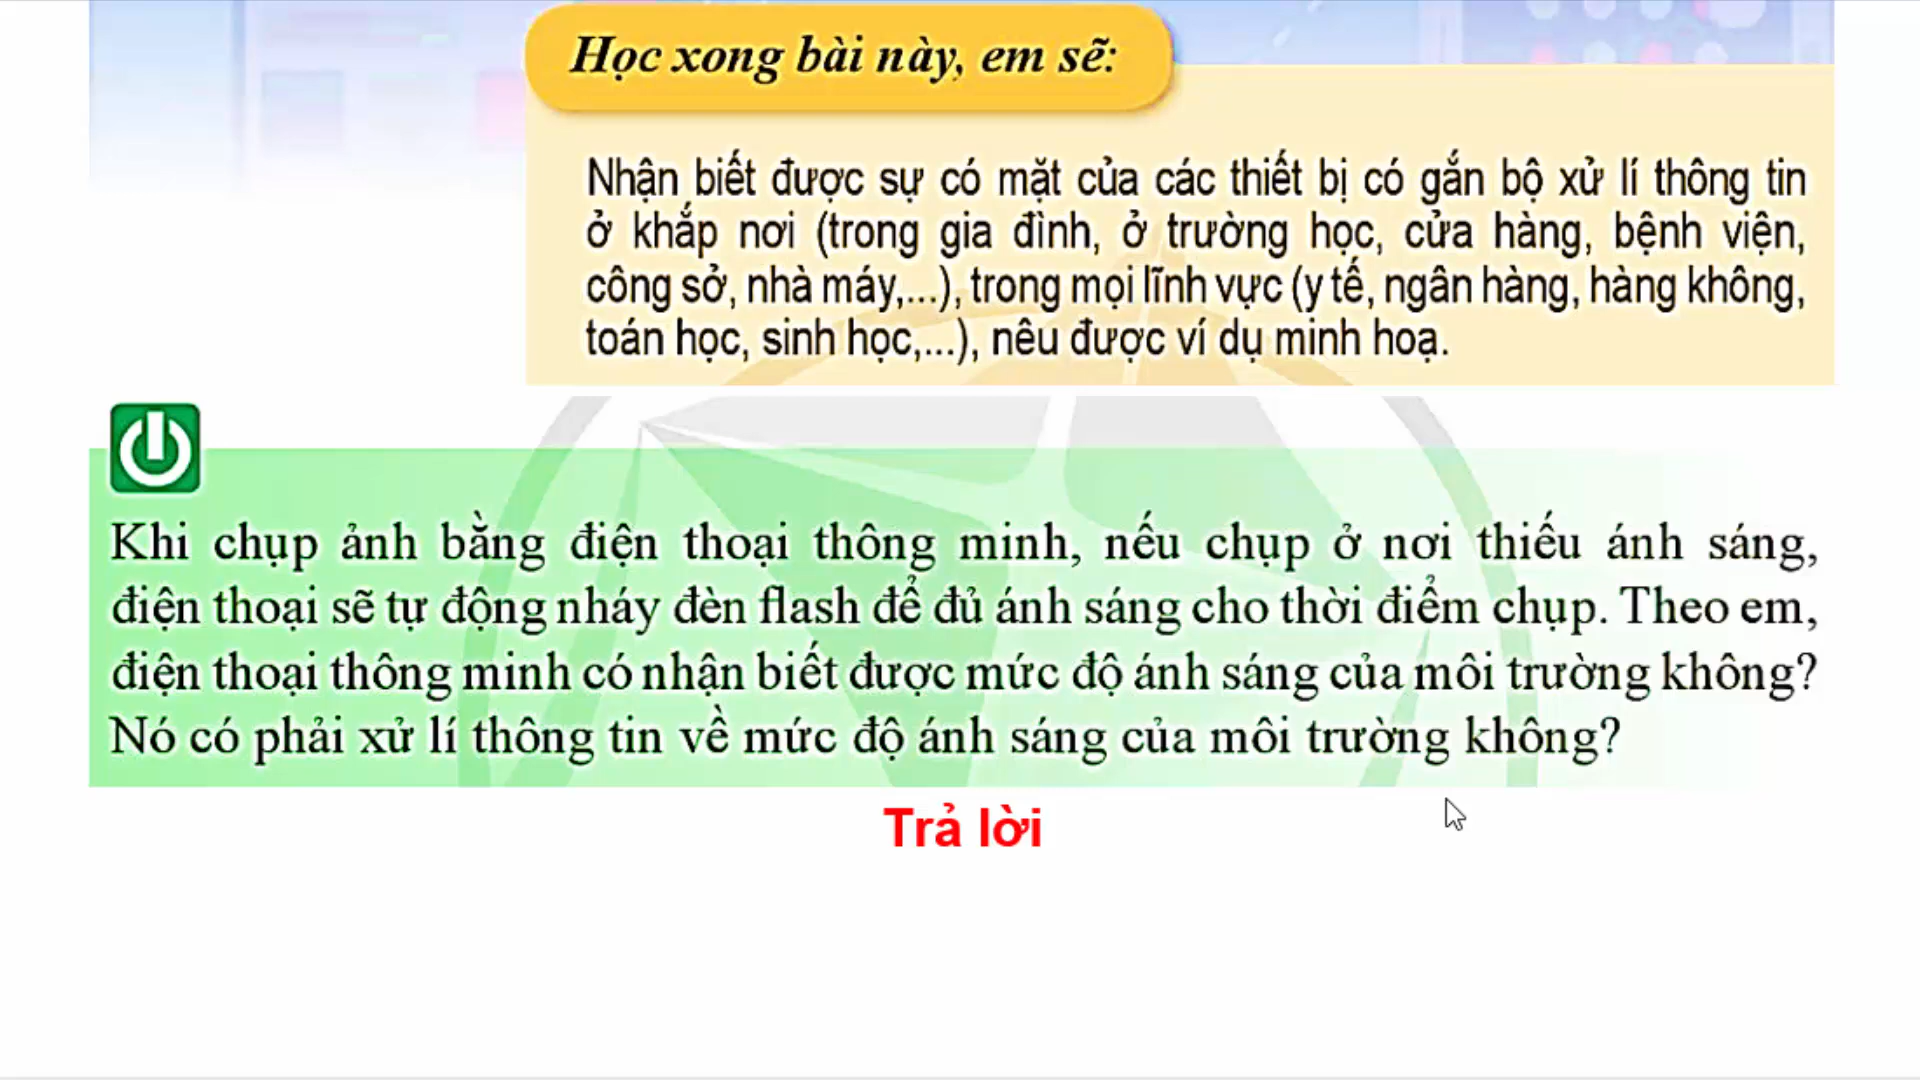 Học xong bài này, em sẽ:
Nhận biết được sự có mặt của các thiết bị có gắn bộ xử lí thông tin
ở khắp nơi (trong gia đình, ở trường học, cửa hàng, bệnh viện,
công sở, nhà máy,...), trong mọi lĩnh vực (y tế, ngân hàng, hàng không,
toán học, sinh học,...), nêu được ví dụ minh hoạ.
Khi chụp ảnh bằng điện thoại thông minh, nếu chụp ở nơi thiếu ánh sáng,
điện thoại sẽ tự động nháy đèn flash để đủ ánh sáng cho thời điểm chụp. Theo em,
điện thoại thông minh có nhận biết được mức độ ánh sáng của môi trường không?
Nó có phải xử lí thông tin về mức độ ánh sáng của môi trường không?
Trả lời